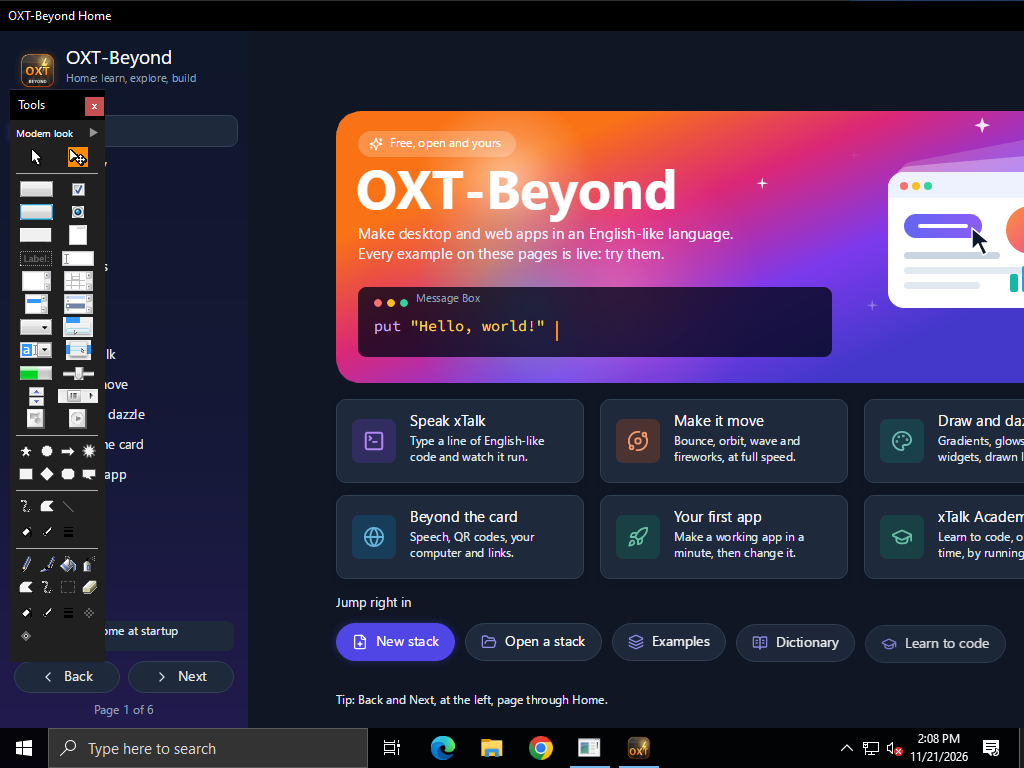 OXT-Beyond Home
OXT
BEYOND
OXT-Beyond
Home: learn, explore, build
Tools
x
Modern look
Label:
lk
ove
dazzle
e card
app
ome at startup
Back
Next
Page 1 of 6
Free, open and yours
OXT-Beyond
Make desktop and web apps in an English-like language.
Every example on these pages is live: try them.
Message Box
put "Hello, world!"
Speak xTalk
Type a line of English-like
code and watch it run.
Make it move
Bounce, orbit, wave and
fireworks, at full speed.
Draw and daz
Gradients, glows
widgets, drawn l
Beyond the card
Speech, QR codes, your
computer and links.
Your first app
Make a working app in a
minute, then change it.
xTalk Academ
Learn to code, o
time, by running
Jump right in
New stack
Open a stack
Examples
Dictionary
Learn to code
Tip: Back and Next, at the left, page through Home.
Type here to search
OXT
2:08 PM
11/21/2026